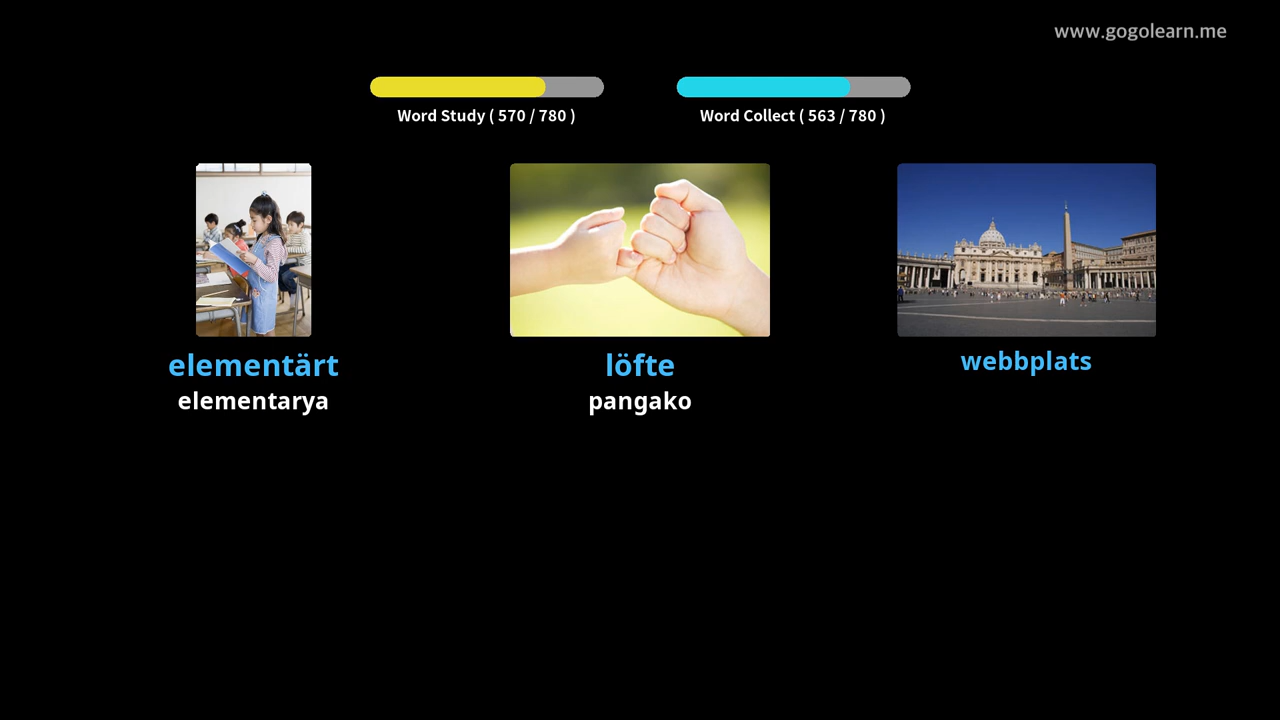 www.gogolearn.me
Word Study ( 570 / 780 )
Word Collect ( 563 / 780 )
elementärt
elementarya
löfte
pangako
webbplats